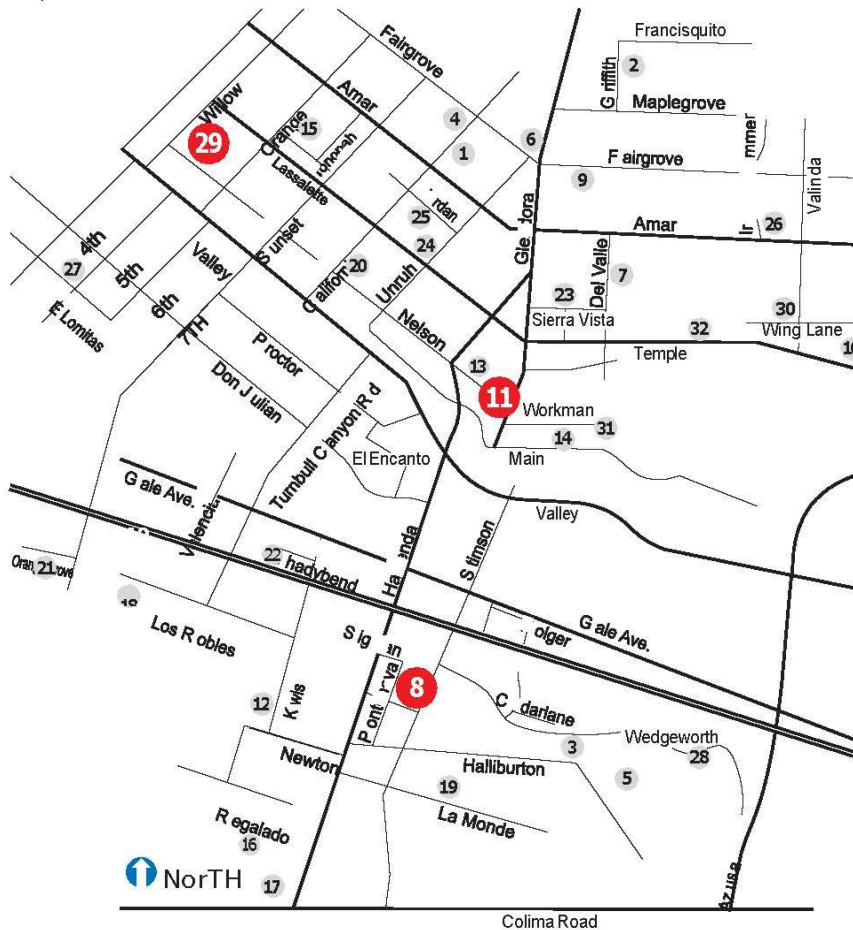 Francisquito
Fairgrove
2
Griffith
Amar
Maplegrove
Willow
4
15
6
29
1
Fairgrove
Lassalette
9
Valinda
25
Amar
26
24
4th
Sunset
27
Valley
20
7
5th
Unruh
Del Valle
23
30
6th
Nelson
Sierra Vista
32
Wing Lane
E Lomitas
7TH
Proctor
Temple
13
Don Julian
11
Workman
31
14
Turnbull Canyon Rd
El Encanto
Main
Gale Ave.
Valley
Stimson
22
21
Los Robles
Gale Ave.
8
12
Wedgeworth
3
28
Newton
Halliburton
5
19
La Monde
Regalado
16
NorTH
17
Azusa
Colima Road